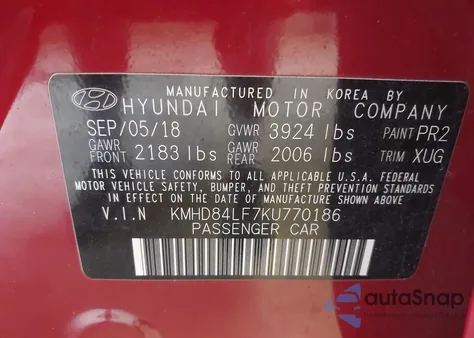 MANUFACTURED IN KOREA BY
HYUNDAI MOTOR COMPANY
SEP/05/18 GVWR 3924 lbs PAINT PR2
GAWR FRONT 2183 lbs GAWR REAR 2006 lbs TRIM XUG
THIS VEHICLE CONFORMS TO ALL APPLICABLE U.S.A. FEDERAL
MOTOR VEHICLE SAFETY, BUMPER, AND THEFT PREVENTION STANDARDS
IN EFFECT ON THE DATE OF MANUFACTURE SHOWN ABOVE
V.I.N KMHD84LF7KU770186
PASSENGER CAR
autoSnap